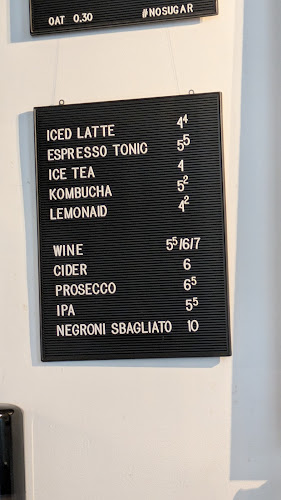 OAT 0.30 #NOSUGAR
ICED LATTE 4⁴
ESPRESSO TONIC 5⁵
ICE TEA 4
KOMBUCHA 5²
LEMONAID 4²
WINE 5⁵/6/7
CIDER 6
PROSECCO 6⁵
IPA 5⁵
NEGRONI SBAGLIATO 10